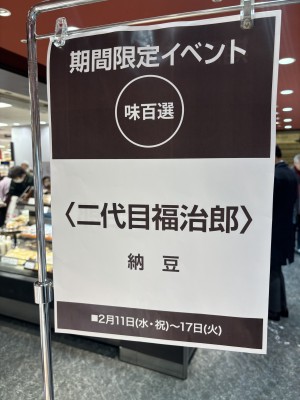 期間限定イベント
味百選
〈二代目福治郎〉
納豆
■2月11日(水・祝)～17日(火)